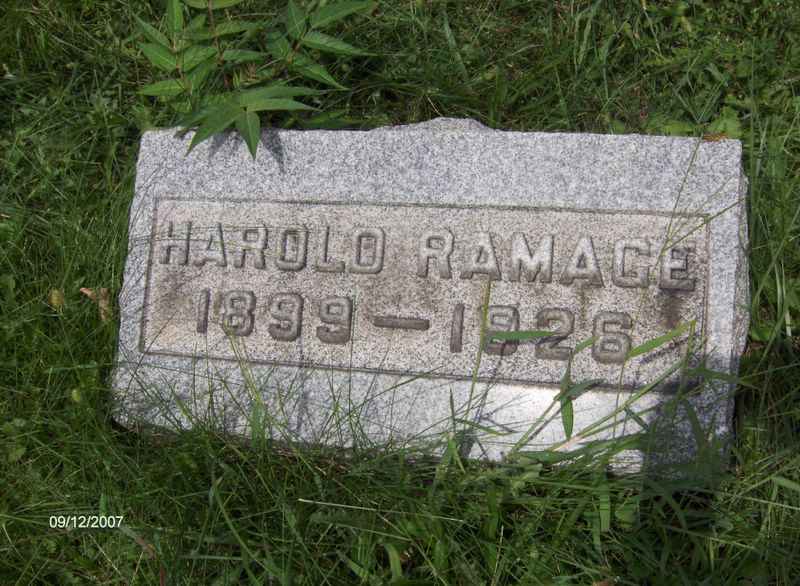 HAROLD RAMAGE
1899 — 1926
09/12/2007